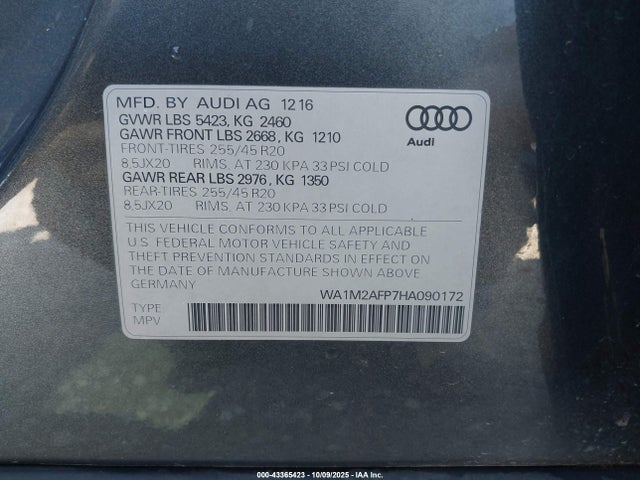 MFD. BY AUDI AG 12 16
GVWR LBS 5423, KG 2460
GAWR FRONT LBS 2668, KG 1210
FRONT-TIRES 255/45 R20
8,5JX20 RIMS, AT 230 KPA 33 PSI COLD
GAWR REAR LBS 2976, KG 1350
REAR-TIRES 255/45 R20
8,5JX20 RIMS, AT 230 KPA 33 PSI COLD
Audi
THIS VEHICLE CONFORMS TO ALL APPLICABLE
U.S. FEDERAL MOTOR VEHICLE SAFETY AND
THEFT PREVENTION STANDARDS IN EFFECT ON THE
DATE OF MANUFACTURE SHOWN ABOVE.
GERMANY
WA1M2AFP7HA090172
TYPE:
MPV
000-43365423 - 10/09/2025 - IAA Inc.